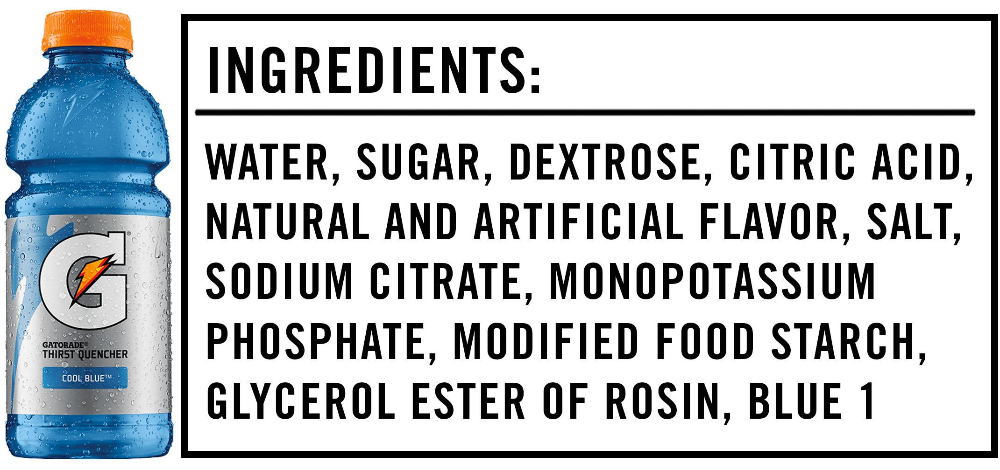 G
GATORADE®
THIRST QUENCHER
COOL BLUE™
INGREDIENTS:
WATER, SUGAR, DEXTROSE, CITRIC ACID,
NATURAL AND ARTIFICIAL FLAVOR, SALT,
SODIUM CITRATE, MONOPOTASSIUM
PHOSPHATE, MODIFIED FOOD STARCH,
GLYCEROL ESTER OF ROSIN, BLUE 1